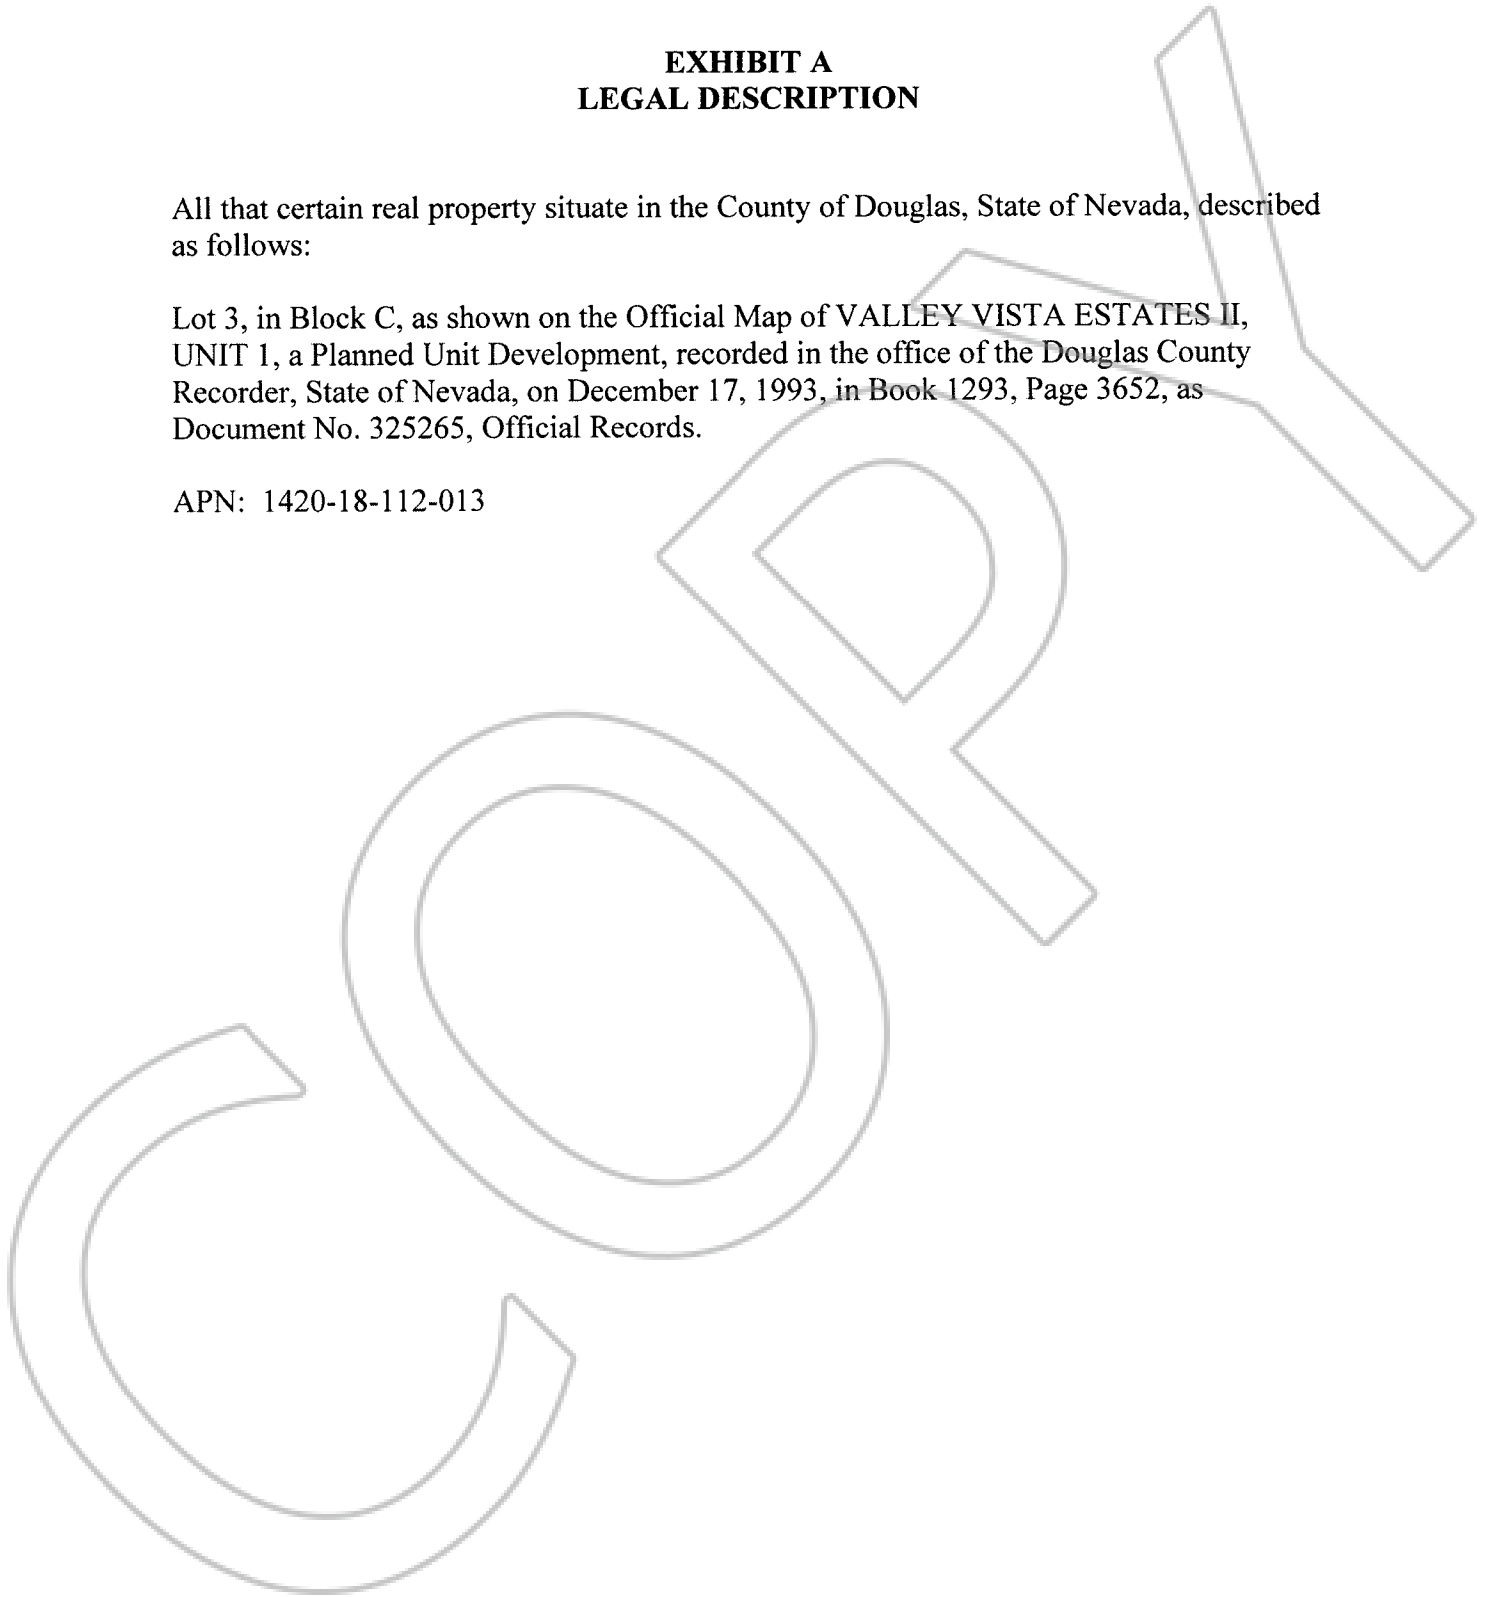 EXHIBIT A
LEGAL DESCRIPTION
All that certain real property situate in the County of Douglas, State of Nevada, described
as follows:
Lot 3, in Block C, as shown on the Official Map of VALLEY VISTA ESTATES II,
UNIT 1, a Planned Unit Development, recorded in the office of the Douglas County
Recorder, State of Nevada, on December 17, 1993, in Book 1293, Page 3652, as
Document No. 325265, Official Records.
APN: 1420-18-112-013
COPY